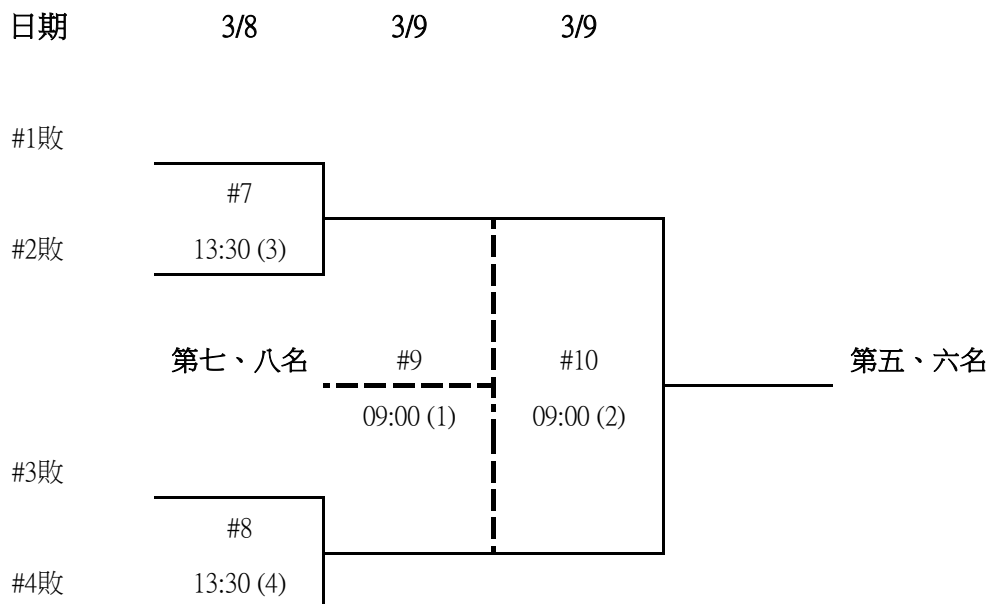 日期 3/8 3/9 3/9
#1敗
#7
#2敗 13:30 (3)
第七、八名 #9 #10 第五、六名
09:00 (1) 09:00 (2)
#3敗
#8
#4敗 13:30 (4)